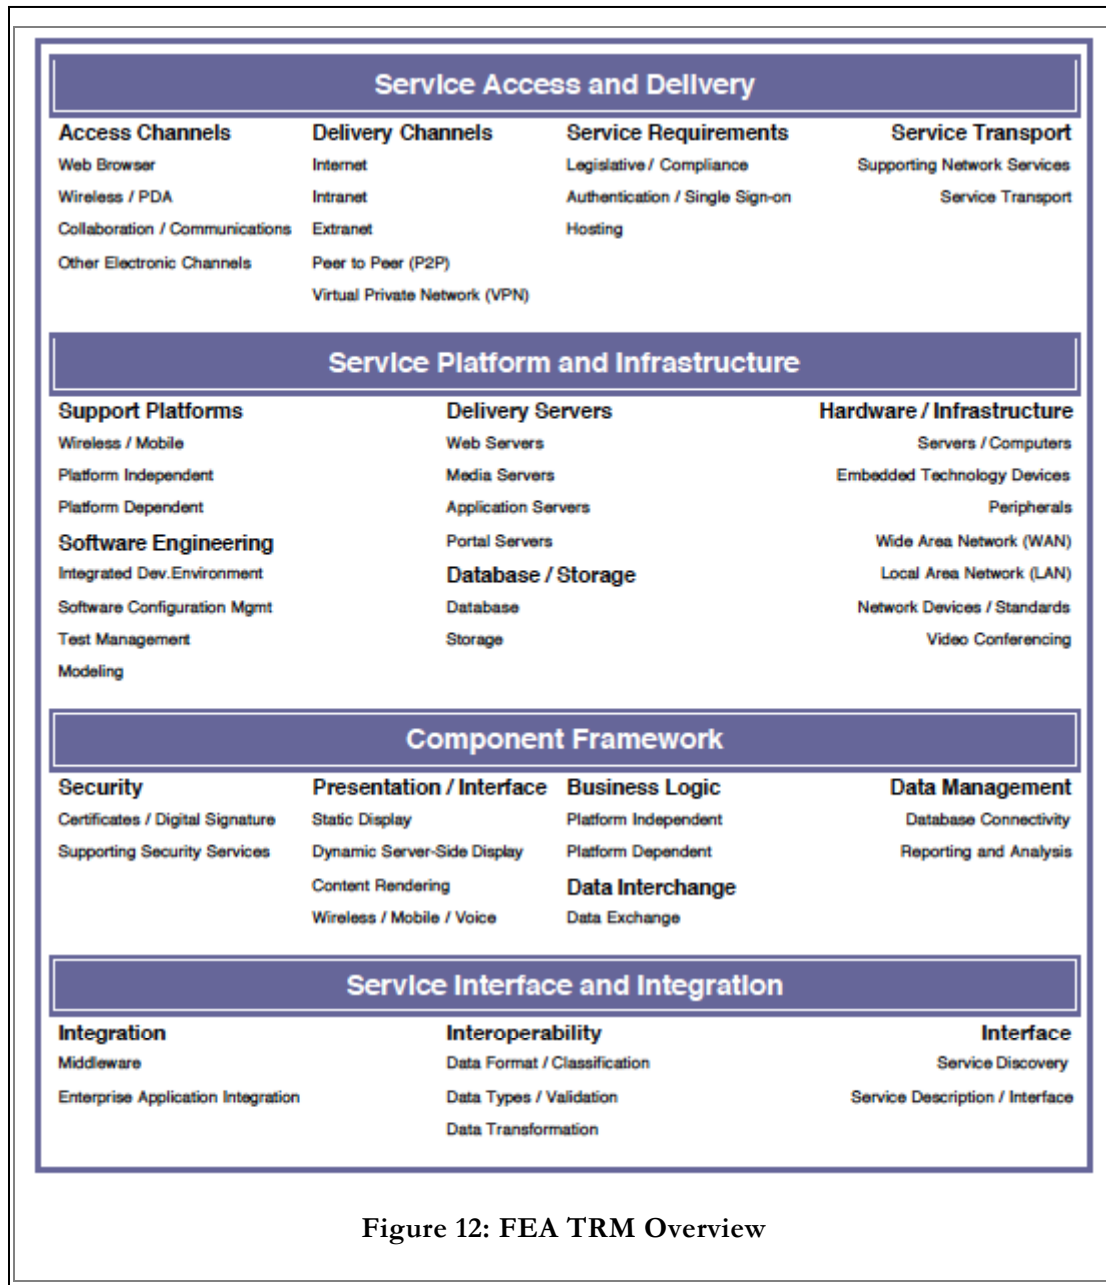 Service Access and Delivery
Access Channels
Web Browser
Wireless / PDA
Collaboration / Communications
Other Electronic Channels
Delivery Channels
Internet
Intranet
Extranet
Peer to Peer (P2P)
Virtual Private Network (VPN)
Service Requirements
Legislative / Compliance
Authentication / Single Sign-on
Hosting
Service Transport
Supporting Network Services
Service Transport
Service Platform and Infrastructure
Support Platforms
Wireless / Mobile
Platform Independent
Platform Dependent
Software Engineering
Integrated Dev.Environment
Software Configuration Mgmt
Test Management
Modeling
Delivery Servers
Web Servers
Media Servers
Application Servers
Portal Servers
Database / Storage
Database
Storage
Hardware / Infrastructure
Servers / Computers
Embedded Technology Devices
Peripherals
Wide Area Network (WAN)
Local Area Network (LAN)
Network Devices / Standards
Video Conferencing
Component Framework
Security
Certificates / Digital Signature
Supporting Security Services
Presentation / Interface
Static Display
Dynamic Server-Side Display
Content Rendering
Wireless / Mobile / Voice
Business Logic
Platform Independent
Platform Dependent
Data Interchange
Data Exchange
Data Management
Database Connectivity
Reporting and Analysis
Service Interface and Integration
Integration
Middleware
Enterprise Application Integration
Interoperability
Data Format / Classification
Data Types / Validation
Data Transformation
Interface
Service Discovery
Service Description / Interface
Figure 12: FEA TRM Overview